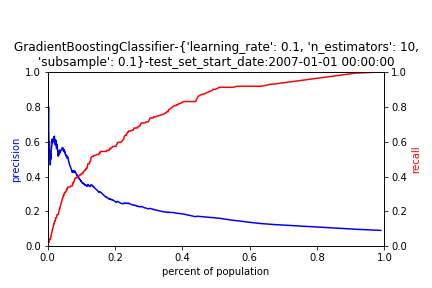 GradientBoostingClassifier-{'learning_rate': 0.1, 'n_estimators': 10,
'subsample': 0.1}-test_set_start_date:2007-01-01 00:00:00
1.0
0.8
0.6
0.4
0.2
0.0
precision
1.0
0.8
0.6
0.4
0.2
0.0
recall
0.0 0.2 0.4 0.6 0.8 1.0
percent of population